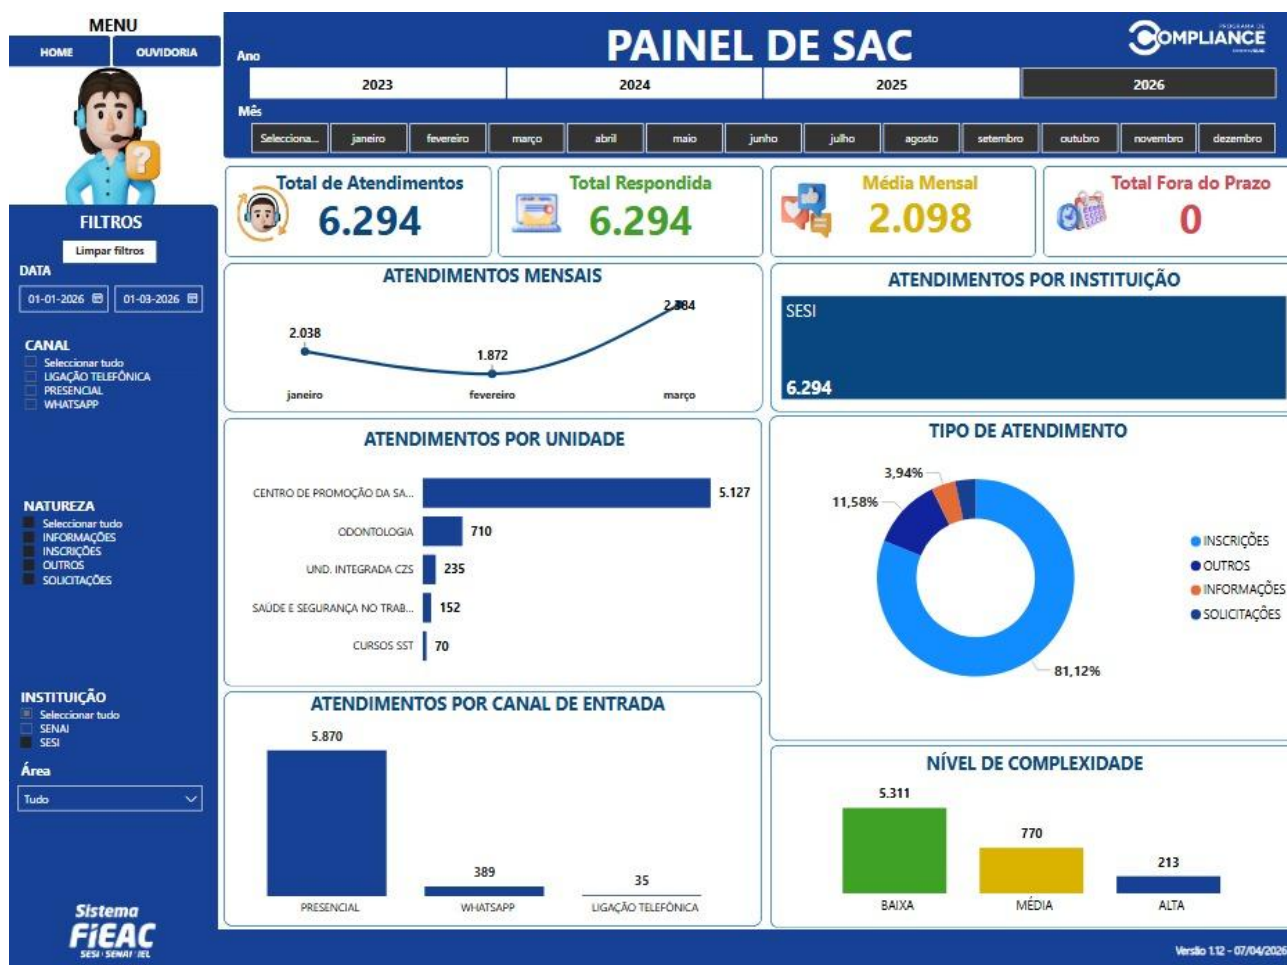 MENU
HOME
OUVIDORIA
PAINEL DE SAC
PROGRAMA DE
COMPLIANCE
Ano
2023
2024
2025
2026
Mês
Selecciona...
janeiro
fevereiro
março
abril
maio
junho
julho
agosto
setembro
outubro
novembro
dezembro
Total de Atendimentos
6.294
Total Respondida
6.294
Média Mensal
2.098
Total Fora do Prazo
0
FILTROS
Limpar filtros
DATA
01-01-2026
01-03-2026
CANAL
Seleccionar tudo
LIGAÇÃO TELEFÔNICA
PRESENCIAL
WHATSAPP
NATUREZA
Seleccionar tudo
INFORMAÇÕES
INSCRIÇÕES
OUTROS
SOLICITAÇÕES
INSTITUIÇÃO
Seleccionar tudo
SENAI
SESI
Área
Tudo
Sistema
FIEAC
SESI SENAI IEL
ATENDIMENTOS MENSAIS
2.038
1.872
2.384
janeiro
fevereiro
março
ATENDIMENTOS POR INSTITUIÇÃO
SESI
6.294
ATENDIMENTOS POR UNIDADE
CENTRO DE PROMOÇÃO DA SA... 5.127
ODONTOLOGIA 710
UND. INTEGRADA CZS 235
SAÚDE E SEGURANÇA NO TRAB... 152
CURSOS SST 70
TIPO DE ATENDIMENTO
3,94%
11,58%
81,12%
INSCRIÇÕES
OUTROS
INFORMAÇÕES
SOLICITAÇÕES
ATENDIMENTOS POR CANAL DE ENTRADA
5.870
389
35
PRESENCIAL
WHATSAPP
LIGAÇÃO TELEFÔNICA
NÍVEL DE COMPLEXIDADE
5.311
770
213
BAIXA
MÉDIA
ALTA
Versão 1.12 - 07/04/2026